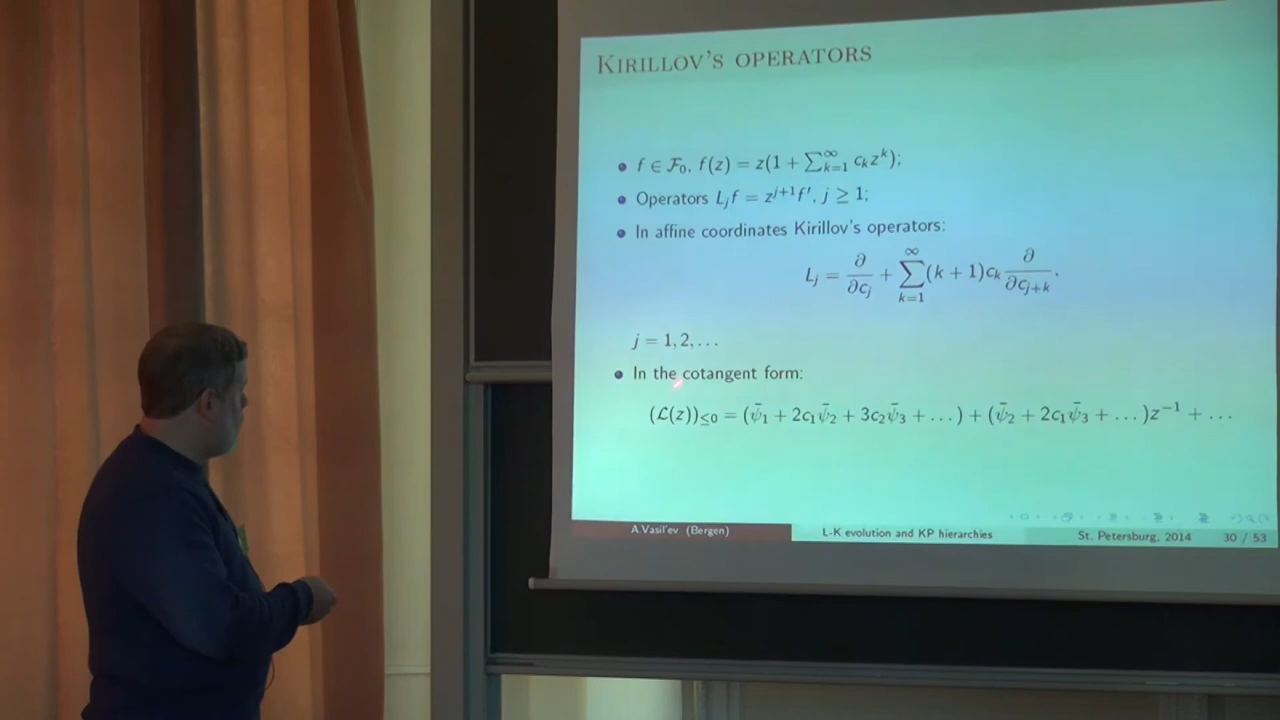 KIRILLOV'S OPERATORS
• f ∈ F₀, f(z) = z(1 + ∑_{k=1}^{∞} c_k z^k);
• Operators L_j f = z^{j+1} f′, j ≥ 1;
• In affine coordinates Kirillov's operators:
L_j = ∂/∂c_j + ∑_{k=1}^{∞} (k + 1)c_k ∂/∂c_{j+k}.
j = 1, 2, …
• In the cotangent form:
(ℒ(z))_{≤0} = (ψ̄₁ + 2c₁ψ̄₂ + 3c₂ψ̄₃ + …) + (ψ̄₂ + 2c₁ψ̄₃ + …)z^{−1} + …
A.Vasil'ev (Bergen) L-K evolution and KP hierarchies St. Petersburg, 2014 30 / 53